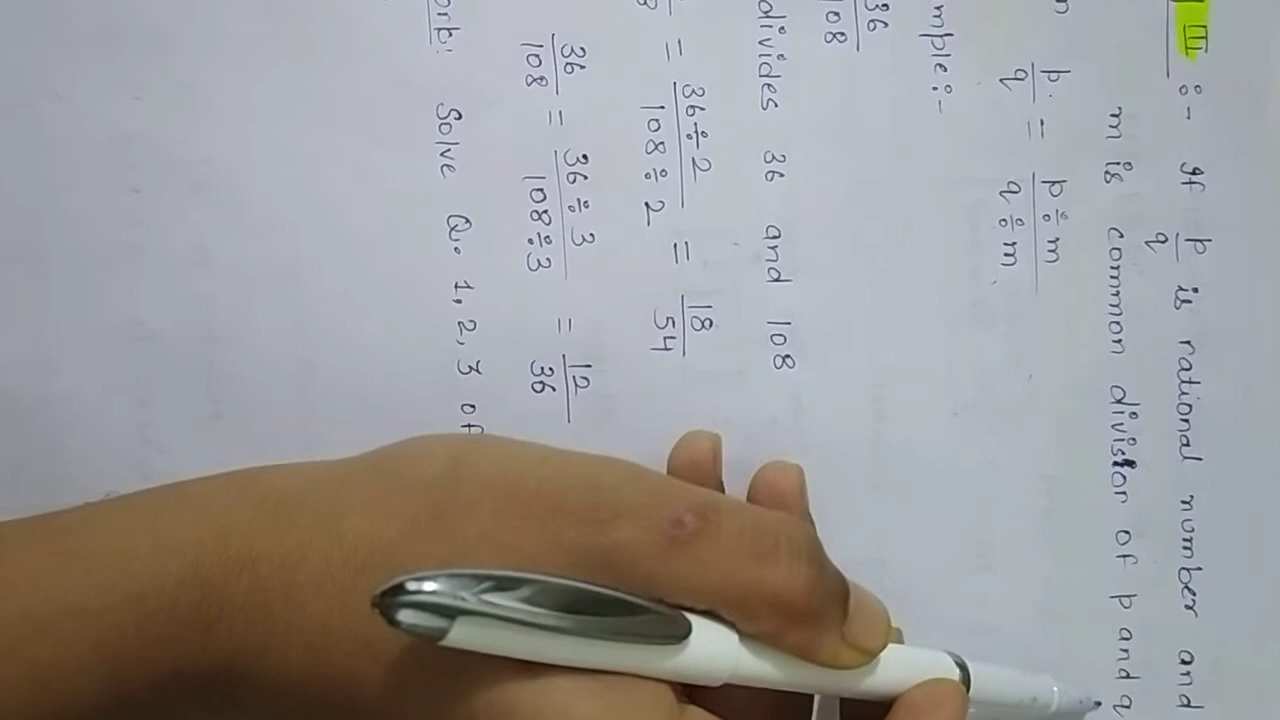 II :- If p/q is rational number and
m is common divisor of p and q
p/q = p÷m/q÷m
mple :-
36/108
divides 36 and 108
= 36÷2/108÷2 = 18/54
36/108 = 36÷3/108÷3 = 12/36
ork: Solve Q. 1, 2, 3 of